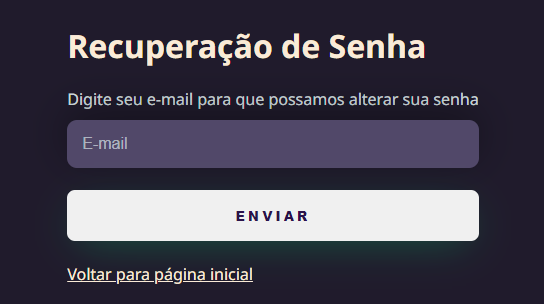 Recuperação de Senha
Digite seu e-mail para que possamos alterar sua senha
E-mail
ENVIAR
Voltar para página inicial